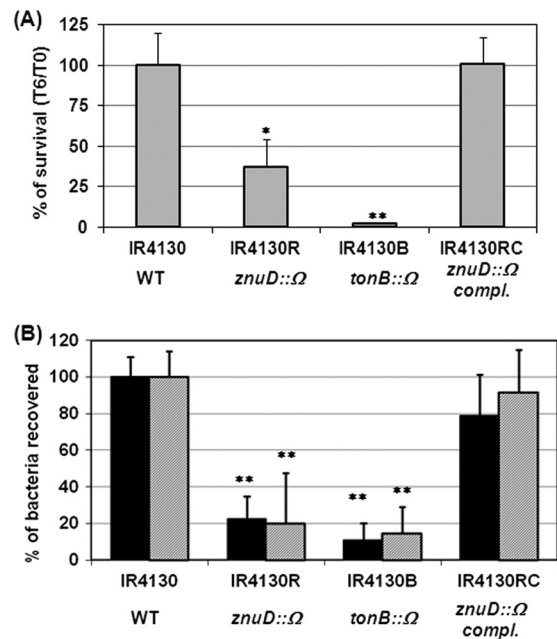 (A)
% of survival (T6/T0)
125
100
75
50
25
0
*
**
IR4130 IR4130R IR4130B IR4130RC
WT znuD::Ω tonB::Ω znuD::Ω
compl.
(B)
% of bacteria recovered
120
100
80
60
40
20
0
** ** ** **
IR4130 IR4130R IR4130B IR4130RC
WT znuD::Ω tonB::Ω znuD::Ω
compl.